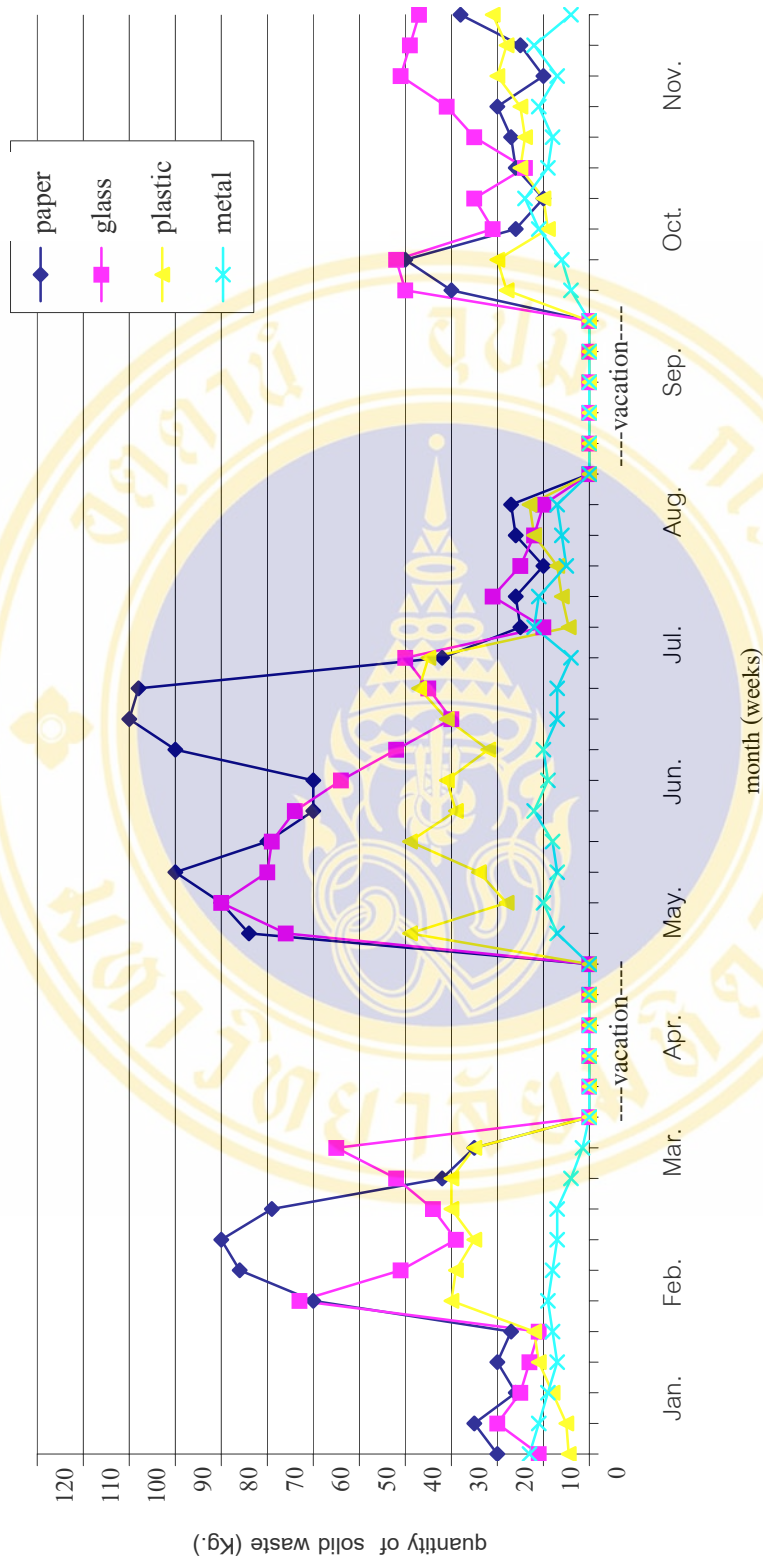 paper
glass
plastic
metal
120
110
100
90
80
70
60
50
40
30
20
10
0
quantity of solid waste (Kg.)
Jan.
Feb.
Mar.
Apr.
May.
Jun.
Jul.
Aug.
Sep.
Oct.
Nov.
----vacation----
----vacation----
month (weeks)